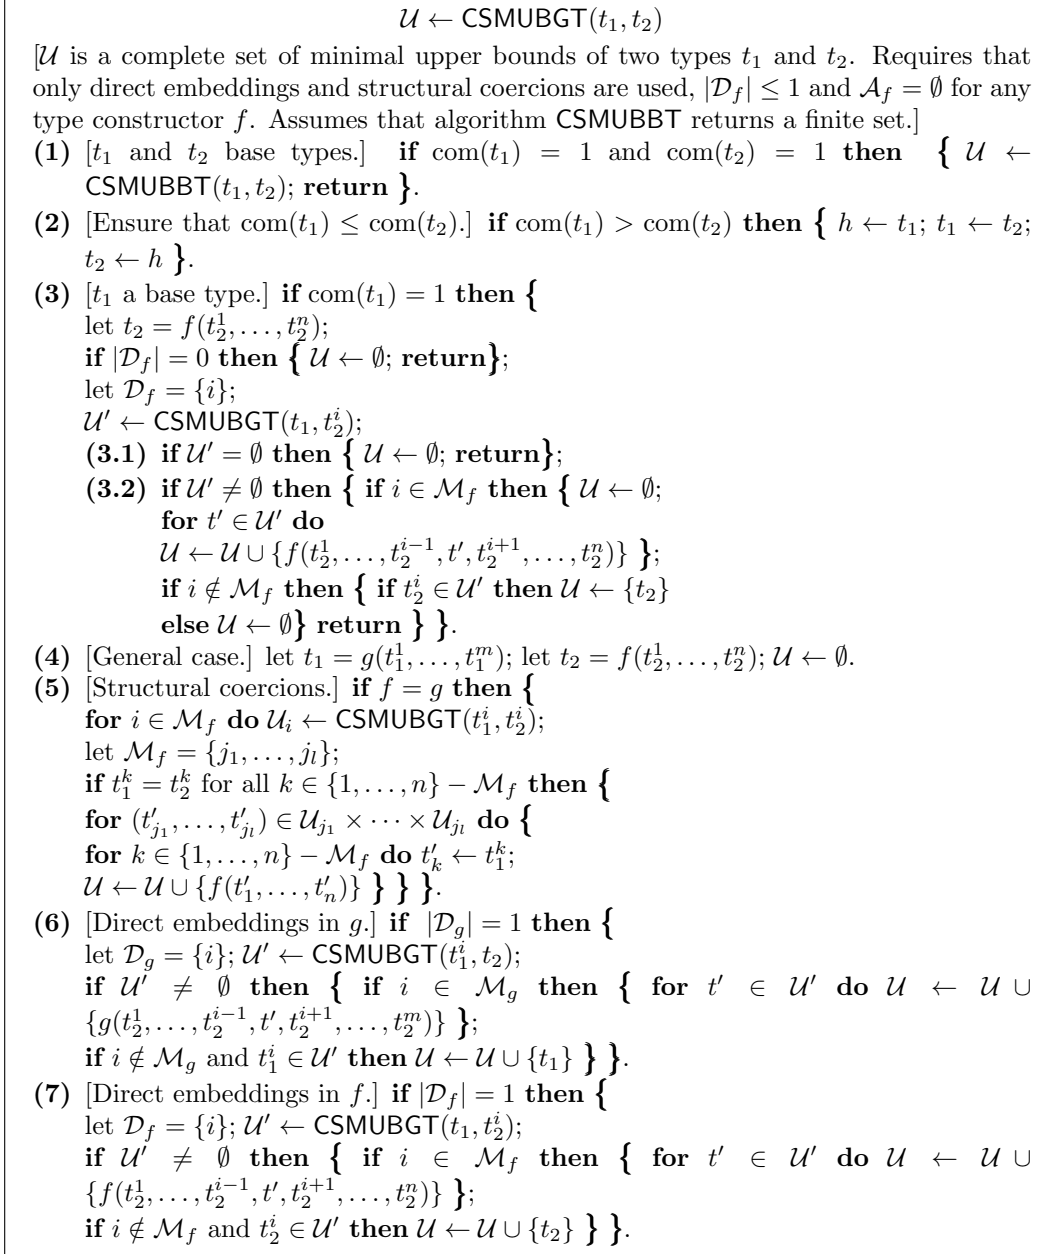 𝒰 ← CSMUBGT(t₁, t₂)
[𝒰 is a complete set of minimal upper bounds of two types t₁ and t₂. Requires that
only direct embeddings and structural coercions are used, |𝒟_f| ≤ 1 and 𝒜_f = ∅ for any
type constructor f. Assumes that algorithm CSMUBBT returns a finite set.]
(1) [t₁ and t₂ base types.] if com(t₁) = 1 and com(t₂) = 1 then { 𝒰 ←
CSMUBBT(t₁, t₂); return }.
(2) [Ensure that com(t₁) ≤ com(t₂).] if com(t₁) > com(t₂) then { h ← t₁; t₁ ← t₂;
t₂ ← h }.
(3) [t₁ a base type.] if com(t₁) = 1 then {
let t₂ = f(t₂¹, . . . , t₂ⁿ);
if |𝒟_f| = 0 then { 𝒰 ← ∅; return};
let 𝒟_f = {i};
𝒰′ ← CSMUBGT(t₁, t₂ⁱ);
(3.1) if 𝒰′ = ∅ then { 𝒰 ← ∅; return};
(3.2) if 𝒰′ ≠ ∅ then { if i ∈ ℳ_f then { 𝒰 ← ∅;
for t′ ∈ 𝒰′ do
𝒰 ← 𝒰 ∪ {f(t₂¹, . . . , t₂ⁱ⁻¹, t′, t₂ⁱ⁺¹, . . . , t₂ⁿ)} };
if i ∉ ℳ_f then { if t₂ⁱ ∈ 𝒰′ then 𝒰 ← {t₂}
else 𝒰 ← ∅} return } }.
(4) [General case.] let t₁ = g(t₁¹, . . . , t₁ᵐ); let t₂ = f(t₂¹, . . . , t₂ⁿ); 𝒰 ← ∅.
(5) [Structural coercions.] if f = g then {
for i ∈ ℳ_f do 𝒰_i ← CSMUBGT(t₁ⁱ, t₂ⁱ);
let ℳ_f = {j₁, . . . , j_l};
if t₁ᵏ = t₂ᵏ for all k ∈ {1, . . . , n} − ℳ_f then {
for (t′_{j₁}, . . . , t′_{j_l}) ∈ 𝒰_{j₁} × · · · × 𝒰_{j_l} do {
for k ∈ {1, . . . , n} − ℳ_f do t′_k ← t₁ᵏ;
𝒰 ← 𝒰 ∪ {f(t′₁, . . . , t′_n)} } } }.
(6) [Direct embeddings in g.] if |𝒟_g| = 1 then {
let 𝒟_g = {i}; 𝒰′ ← CSMUBGT(t₁ⁱ, t₂);
if 𝒰′ ≠ ∅ then { if i ∈ ℳ_g then { for t′ ∈ 𝒰′ do 𝒰 ← 𝒰 ∪
{g(t₂¹, . . . , t₂ⁱ⁻¹, t′, t₂ⁱ⁺¹, . . . , t₂ᵐ)} };
if i ∉ ℳ_g and t₁ⁱ ∈ 𝒰′ then 𝒰 ← 𝒰 ∪ {t₁} } }.
(7) [Direct embeddings in f.] if |𝒟_f| = 1 then {
let 𝒟_f = {i}; 𝒰′ ← CSMUBGT(t₁, t₂ⁱ);
if 𝒰′ ≠ ∅ then { if i ∈ ℳ_f then { for t′ ∈ 𝒰′ do 𝒰 ← 𝒰 ∪
{f(t₂¹, . . . , t₂ⁱ⁻¹, t′, t₂ⁱ⁺¹, . . . , t₂ⁿ)} };
if i ∉ ℳ_f and t₂ⁱ ∈ 𝒰′ then 𝒰 ← 𝒰 ∪ {t₂} } }.